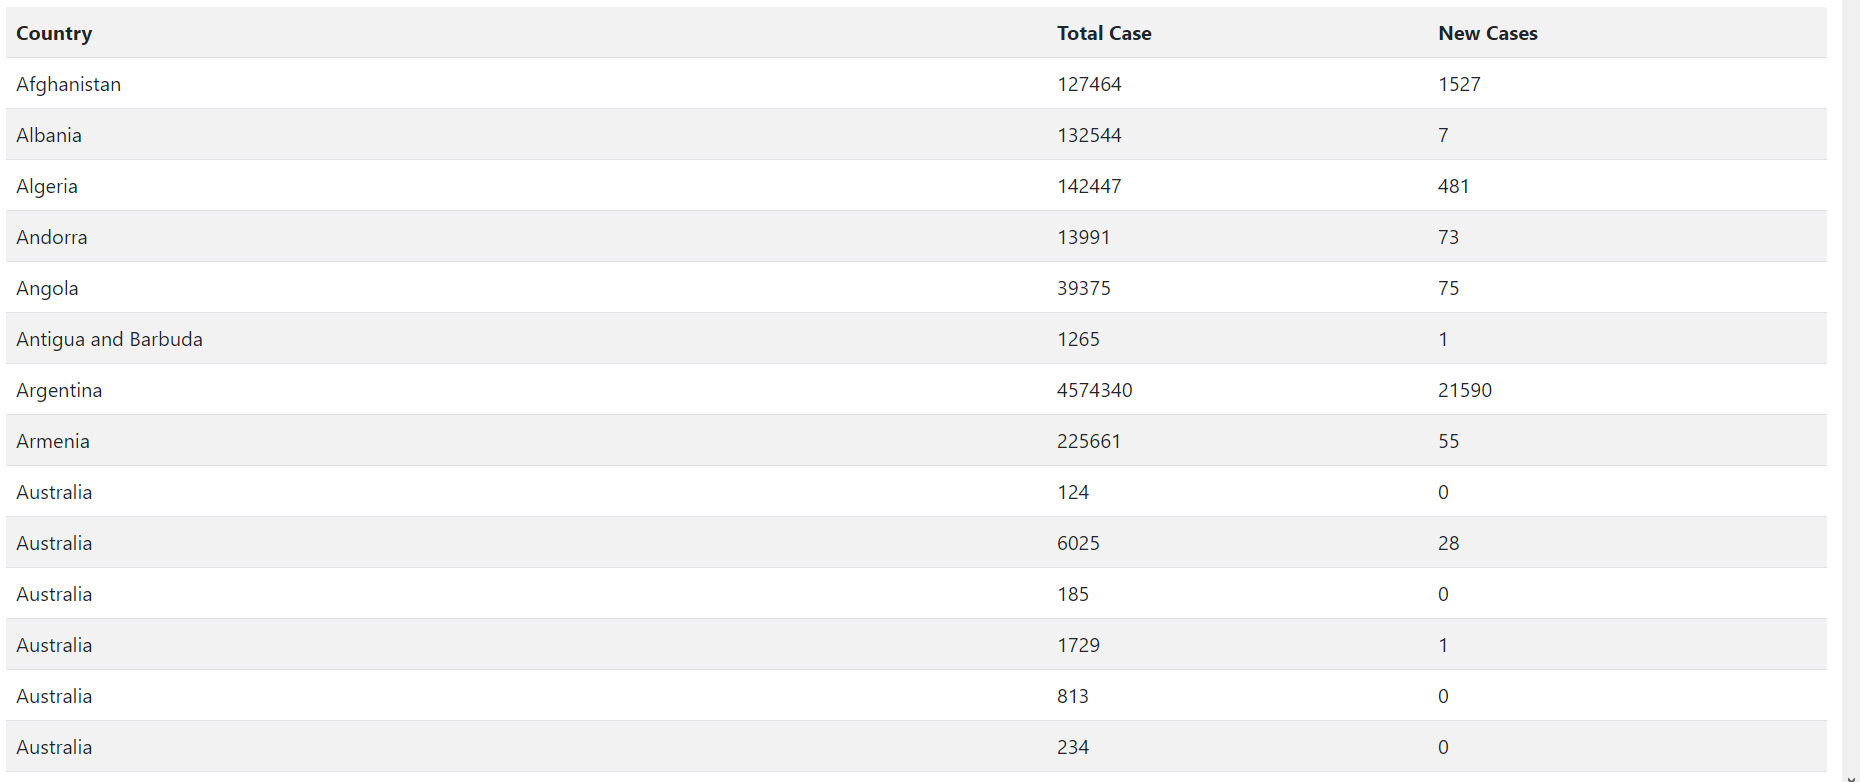 Country Total Case New Cases
Afghanistan 127464 1527
Albania 132544 7
Algeria 142447 481
Andorra 13991 73
Angola 39375 75
Antigua and Barbuda 1265 1
Argentina 4574340 21590
Armenia 225661 55
Australia 124 0
Australia 6025 28
Australia 185 0
Australia 1729 1
Australia 813 0
Australia 234 0